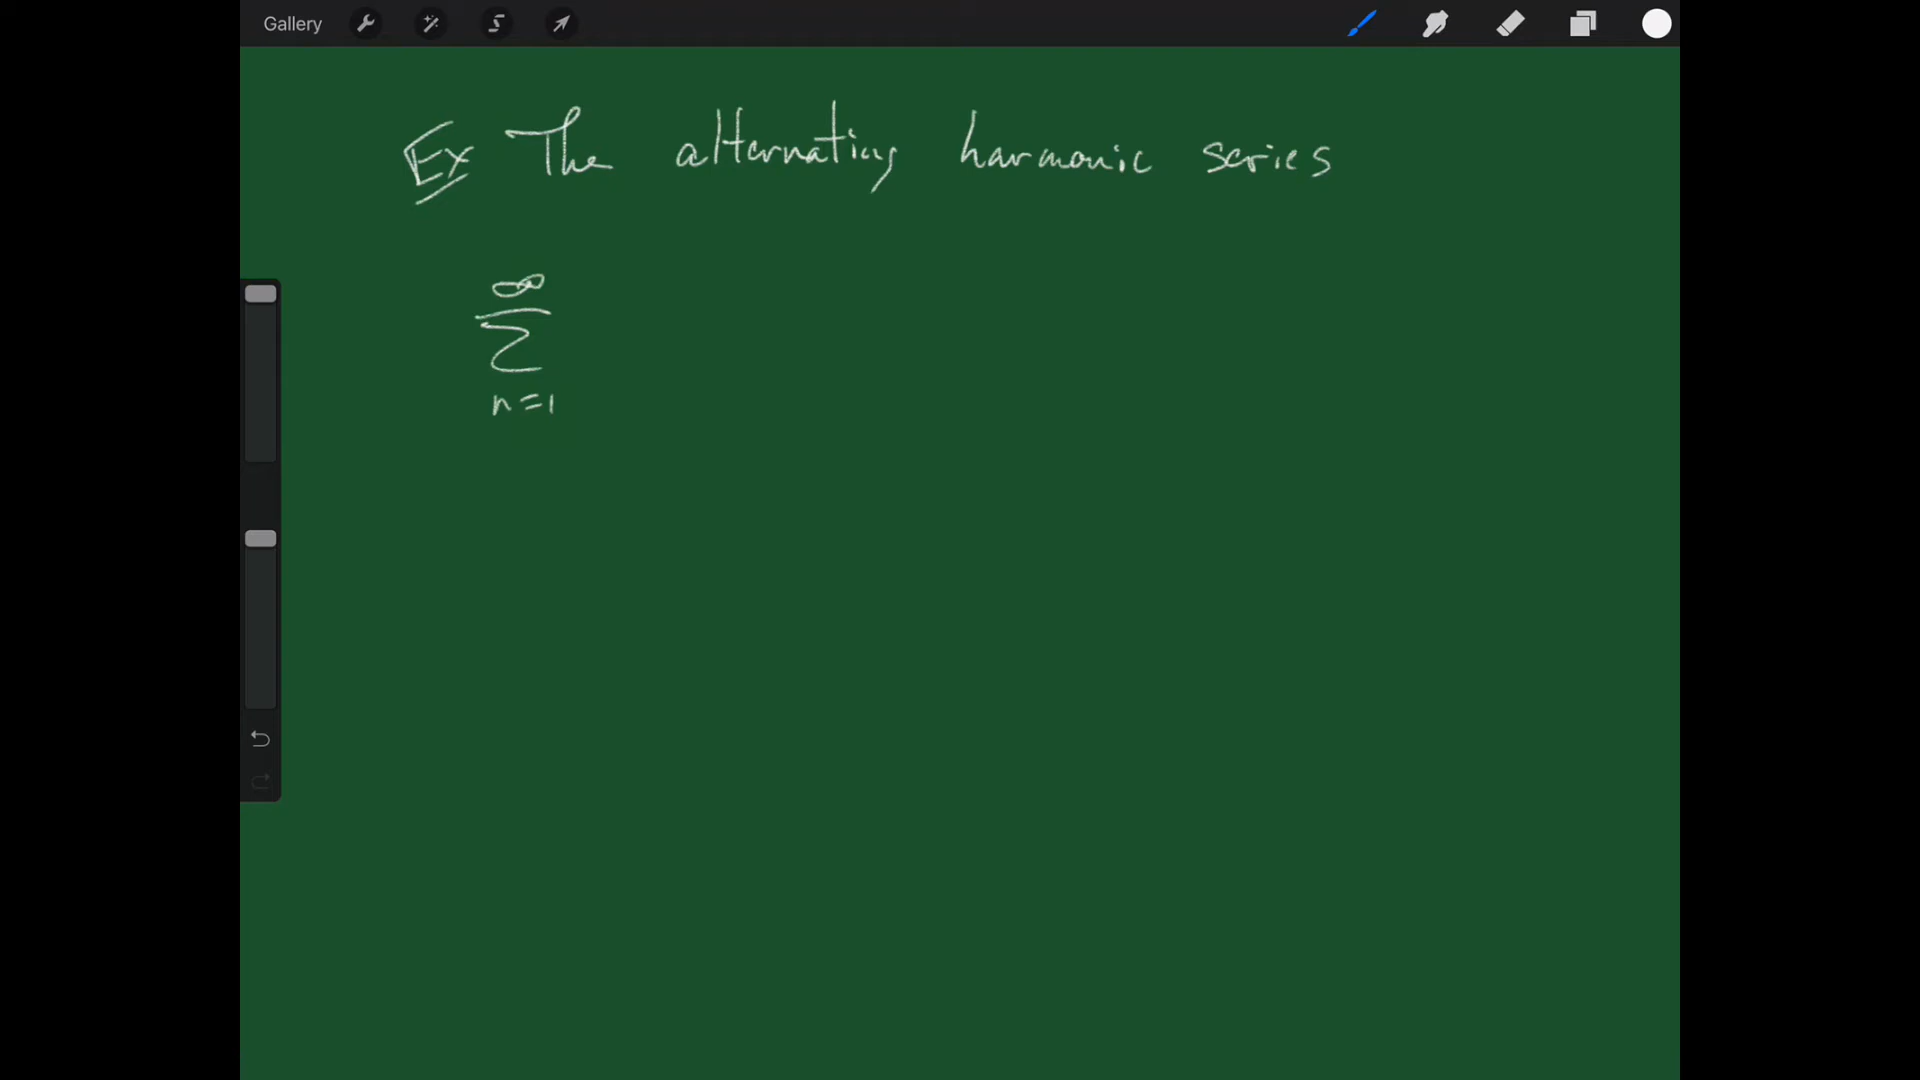 Gallery
Ex The alternating harmonic series
∞
Σ
n=1